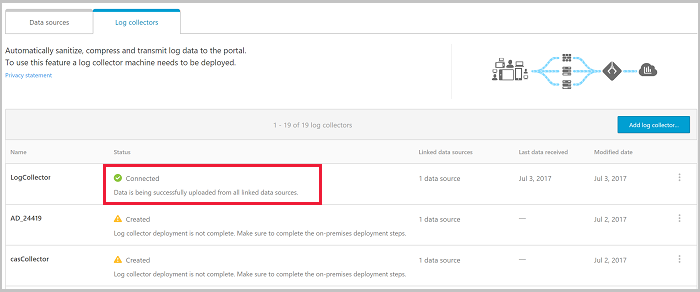 Data sources
Log collectors
Automatically sanitize, compress and transmit log data to the portal.
To use this feature a log collector machine needs to be deployed.
Privacy statement
1 - 19 of 19 log collectors
Add log collector...
Name Status Linked data sources Last data received Modified date
LogCollector Connected 1 data source Jul 3, 2017 Jul 3, 2017
Data is being successfully uploaded from all linked data sources.
AD_24419 Created 1 data source — Jul 2, 2017
Log collector deployment is not complete. Make sure to complete the on-premises deployment steps.
casCollector Created 1 data source — Jul 2, 2017
Log collector deployment is not complete. Make sure to complete the on-premises deployment steps.